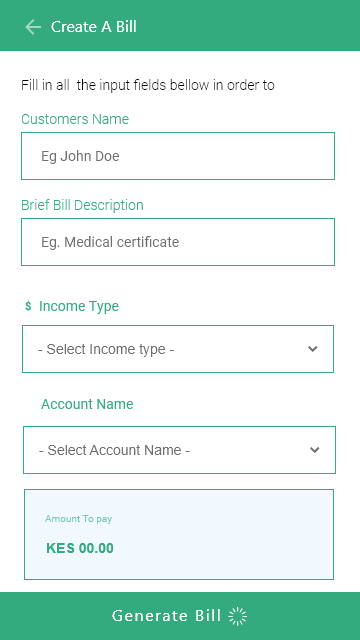 Create A Bill
Fill in all the input fields bellow in order to
Customers Name
Eg John Doe
Brief Bill Description
Eg. Medical certificate
$ Income Type
- Select Income type -
Account Name
- Select Account Name -
Amount To pay
KES 00.00
Generate Bill